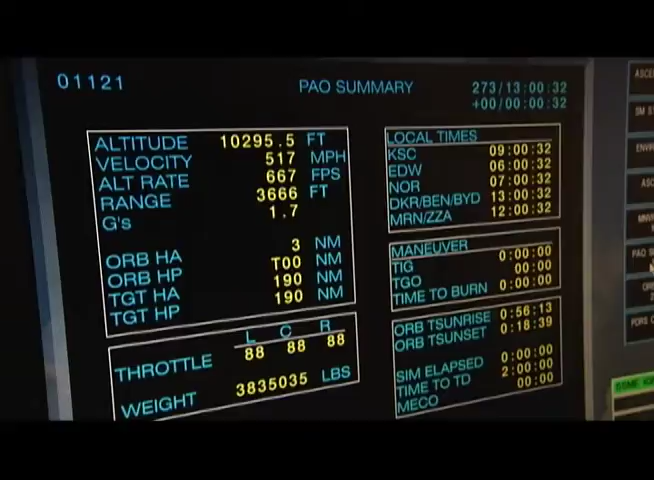 01121
PAO SUMMARY
273/13:00:32
+00/00:00:32
ALTITUDE 10295.5 FT
VELOCITY 517 MPH
ALT RATE 667 FPS
RANGE 3666 FT
G's 1.7
ORB HA 3 NM
ORB HP T00 NM
TGT HA 190 NM
TGT HP 190 NM
L C R
THROTTLE 88 88 88
WEIGHT 3835035 LBS
LOCAL TIMES
KSC 09:00:32
EDW 06:00:32
NOR 07:00:32
DKR/BEN/BYD 13:00:32
MRN/ZZA 12:00:32
MANEUVER
TIG 0:00:00
TGO 00:00
TIME TO BURN 0:00:00
ORB TSUNRISE 0:56:13
ORB TSUNSET 0:18:39
SIM ELAPSED 0:00:00
TIME TO TD 2:00:00
MECO 00:00
ASCE
SM S
ENVI
ASC
PAO S